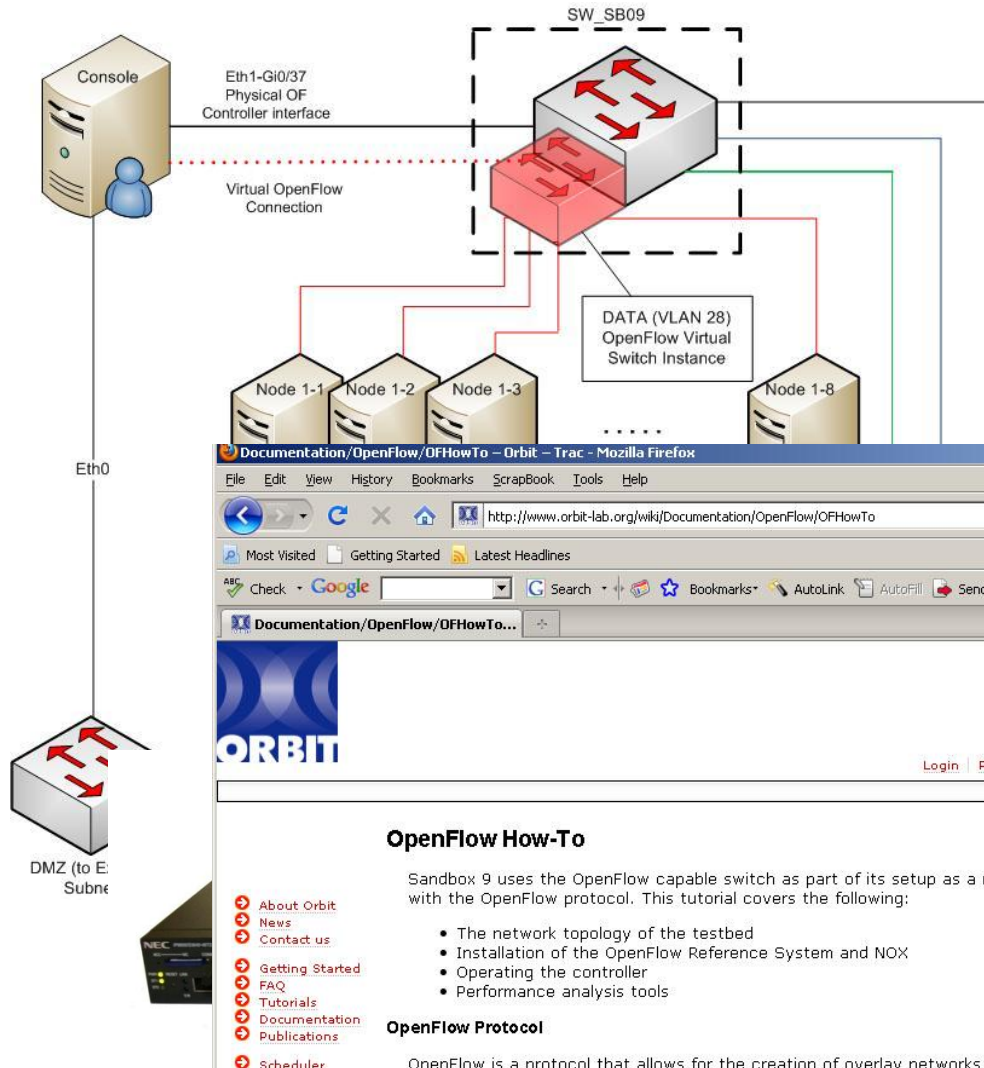 SW_SB09
Console
Eth1-Gi0/37
Physical OF
Controller interface
Virtual OpenFlow
Connection
DATA (VLAN 28)
OpenFlow Virtual
Switch Instance
Node 1-1
Node 1-2
Node 1-3
.....
Node 1-8
Eth0
Documentation/OpenFlow/OFHowTo – Orbit – Trac - Mozilla Firefox
File Edit View History Bookmarks ScrapBook Tools Help
http://www.orbit-lab.org/wiki/Documentation/OpenFlow/OFHowTo
Most Visited Getting Started Latest Headlines
ABC Check Google G Search Bookmarks AutoLink AutoFill Send
Documentation/OpenFlow/OFHowTo...
ORBIT
Login
DMZ (to
OpenFlow How-To
Sandbox 9 uses the OpenFlow capable switch as part of its setup as a
with the OpenFlow protocol. This tutorial covers the following:
• The network topology of the testbed
• Installation of the OpenFlow Reference System and NOX
• Operating the controller
• Performance analysis tools
About Orbit
News
Contact us
Getting Started
FAQ
Tutorials
Documentation
Publications
Scheduler
NEC
OpenFlow Protocol
OpenFlow is a protocol that allows for the creation of overlay networks